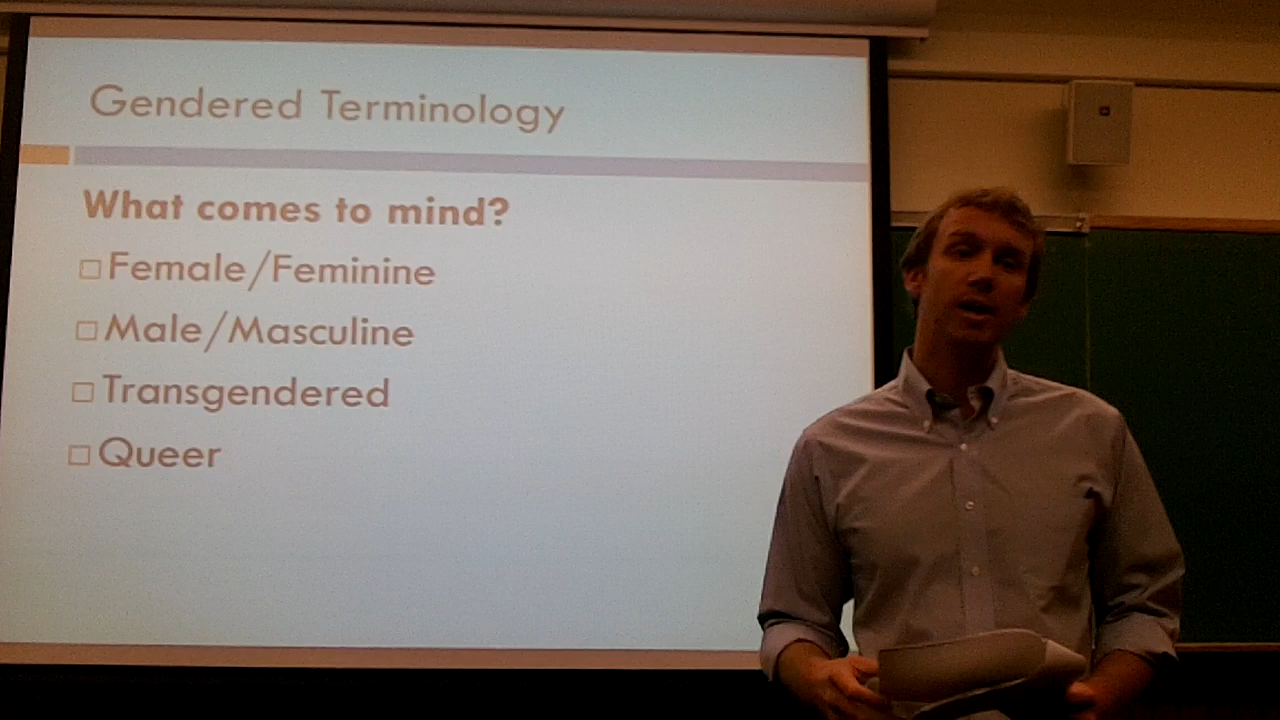 Gendered Terminology
What comes to mind?
Female/Feminine
Male/Masculine
Transgendered
Queer